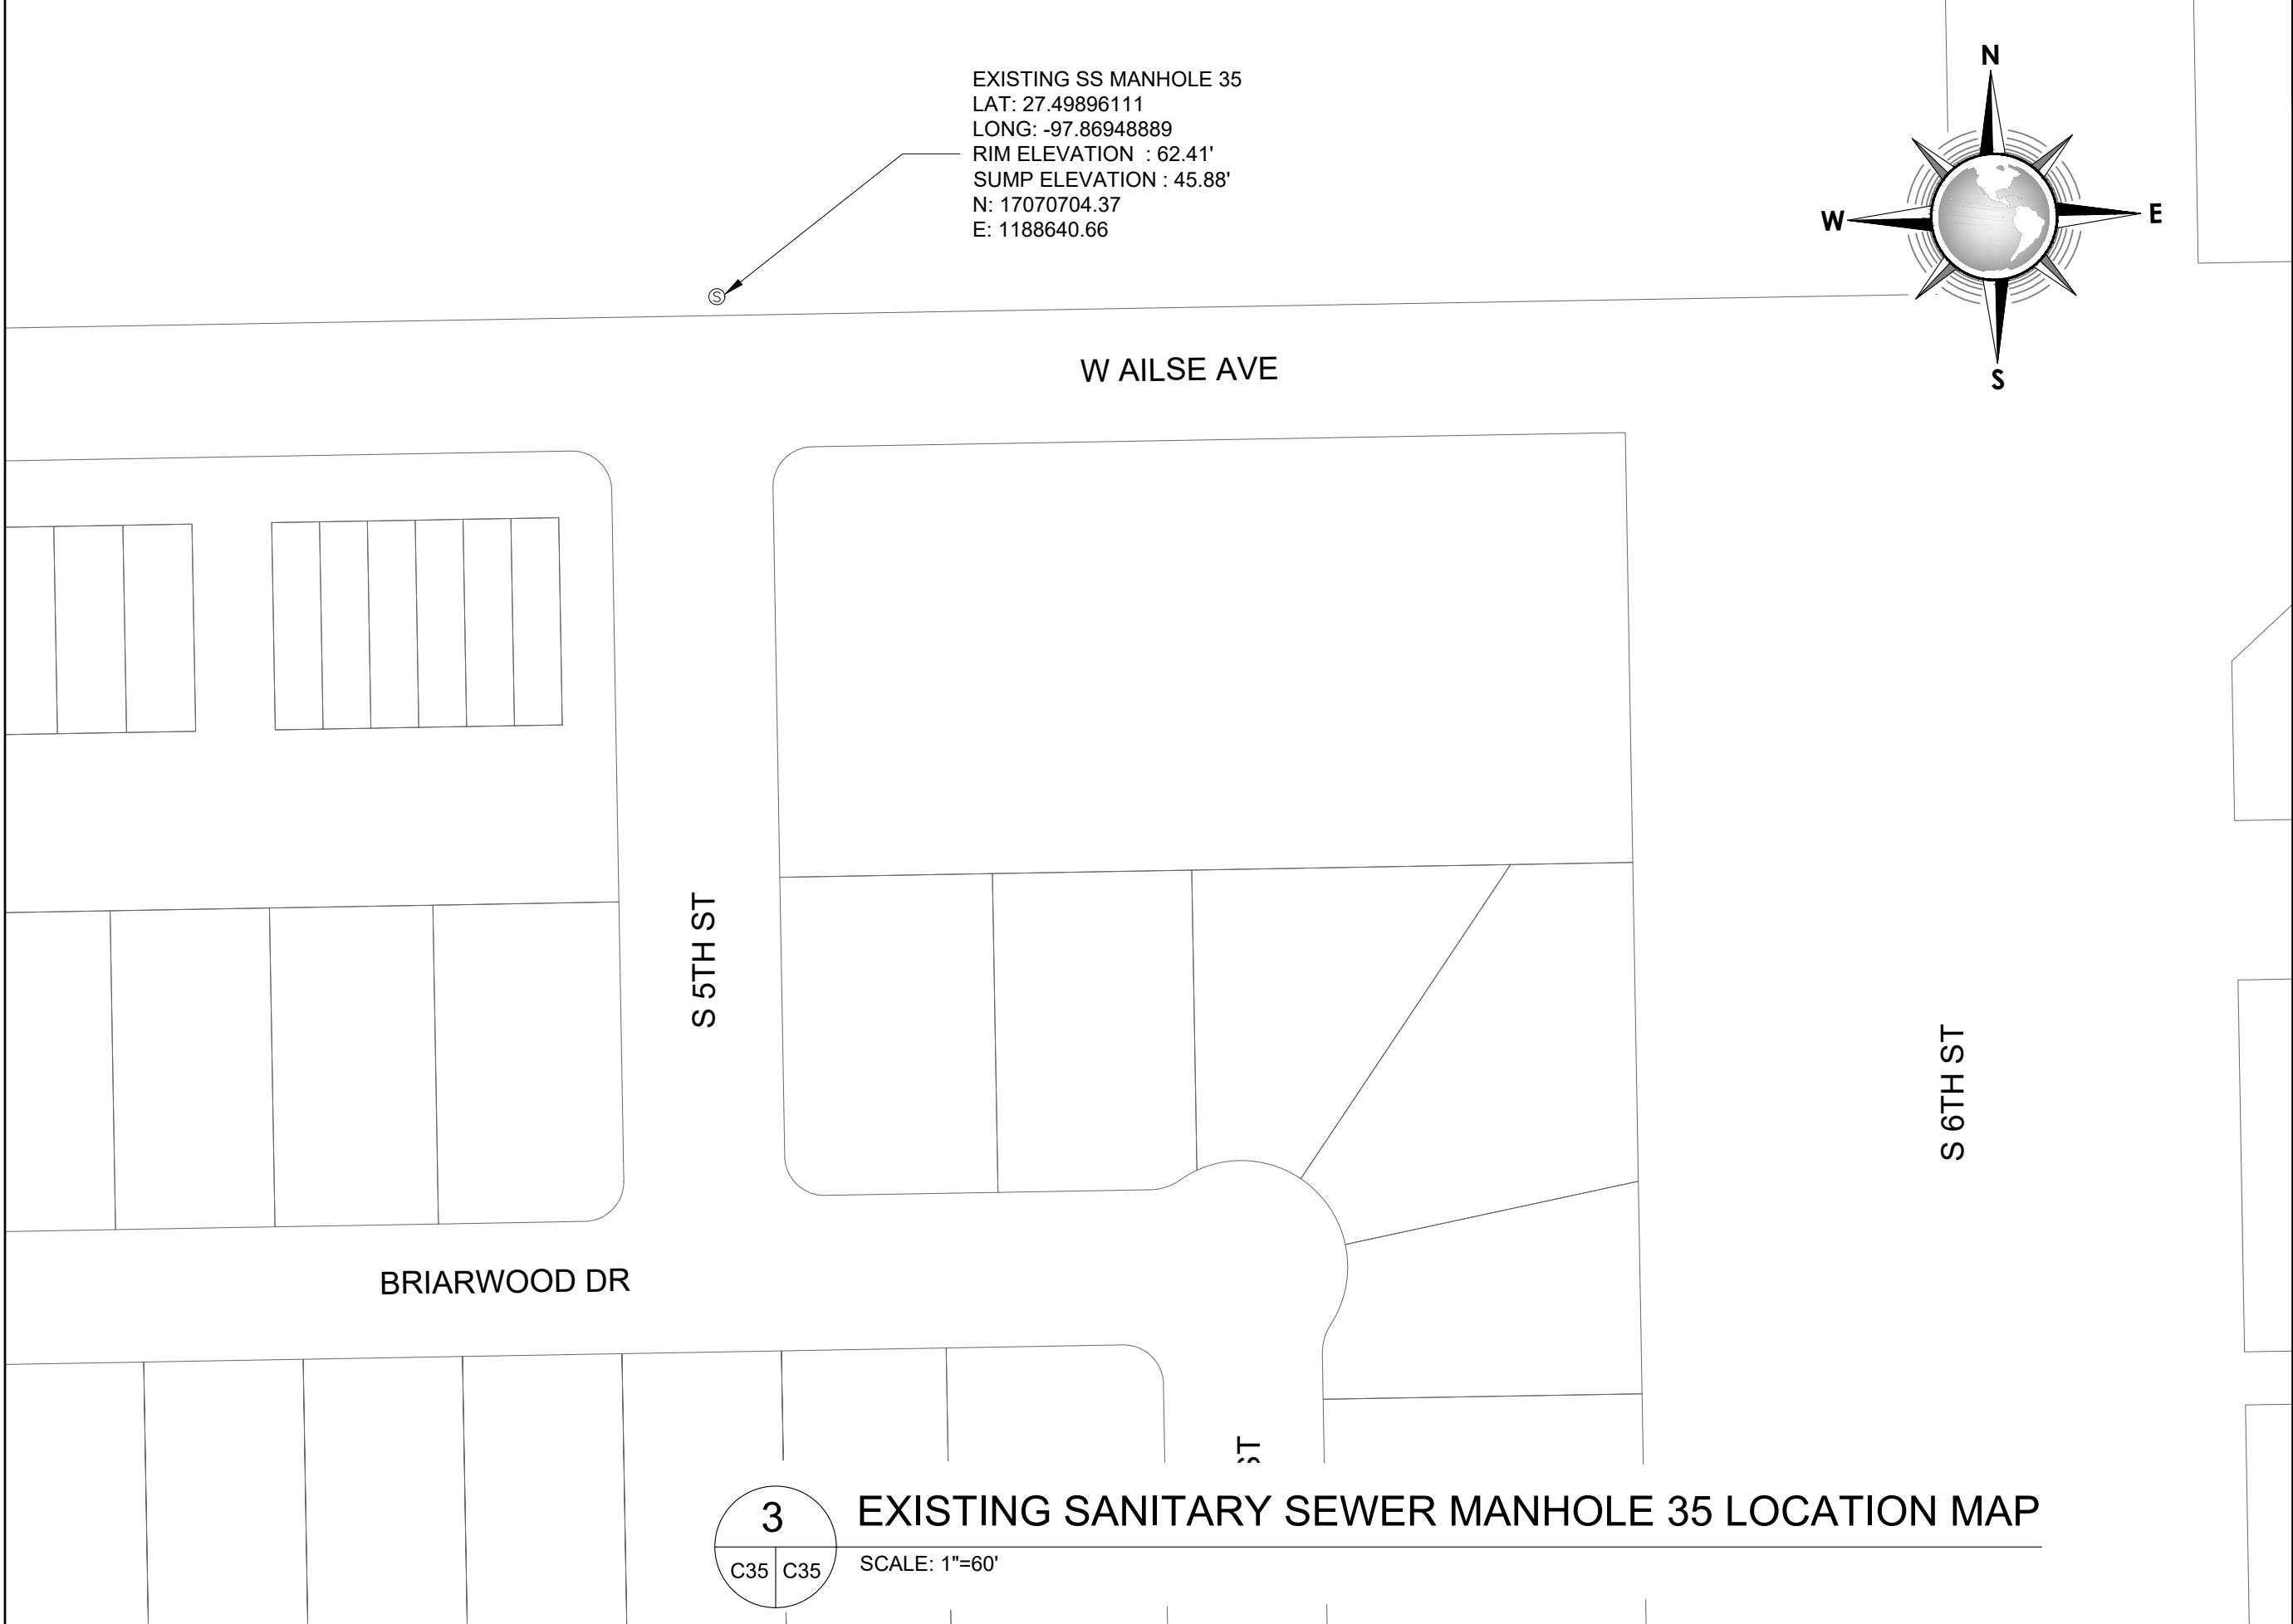 N
W
E
S
EXISTING SS MANHOLE 35
LAT: 27.49896111
LONG: -97.86948889
RIM ELEVATION : 62.41'
SUMP ELEVATION : 45.88'
N: 17070704.37
E: 1188640.66
S
W AILSE AVE
S 5TH ST
S 6TH ST
BRIARWOOD DR
ST
3
C35 C35
EXISTING SANITARY SEWER MANHOLE 35 LOCATION MAP
SCALE: 1"=60'